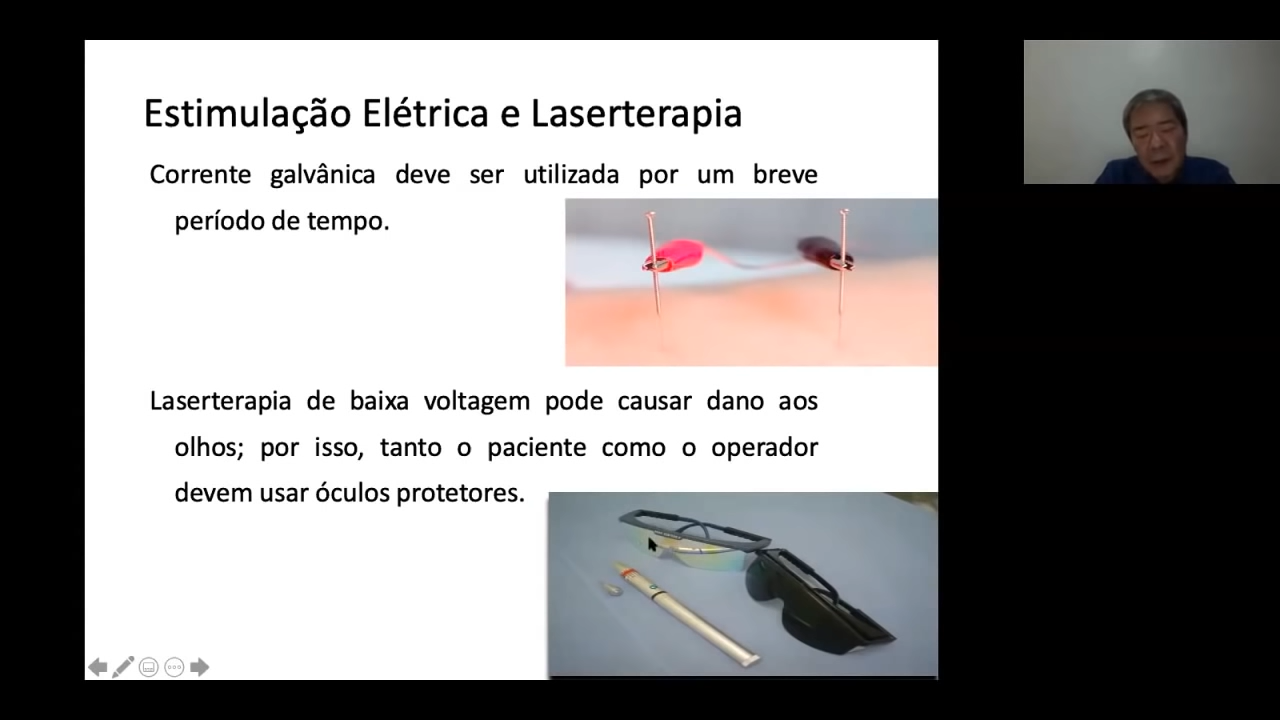 Estimulação Elétrica e Laserterapia
Corrente galvânica deve ser utilizada por um breve
período de tempo.
Laserterapia de baixa voltagem pode causar dano aos
olhos; por isso, tanto o paciente como o operador
devem usar óculos protetores.